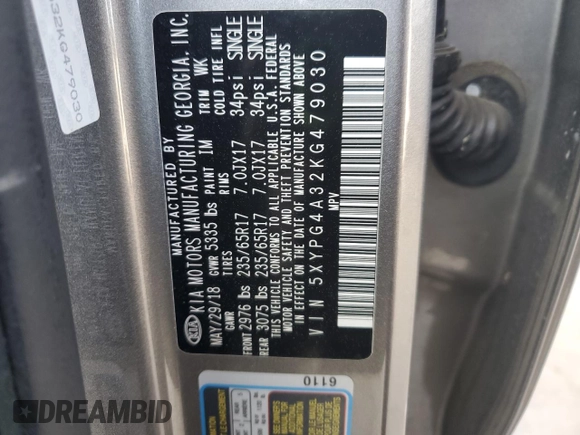 MANUFACTURED BY
KIA MOTORS MANUFACTURING GEORGIA, INC.
MAY/29/18 GVWR 5335 lbs PAINT IM TRIM WK
GAWR TIRES RIMS COLD TIRE INFL
FRONT 2976 lbs 235/65R17 7.0JX17 34psi SINGLE
REAR 3075 lbs 235/65R17 7.0JX17 34psi SINGLE
THIS VEHICLE CONFORMS TO ALL APPLICABLE U.S.A. FEDERAL
MOTOR VEHICLE SAFETY AND THEFT PREVENTION STANDARDS
IN EFFECT ON THE DATE OF MANUFACTURE SHOWN ABOVE.
VIN 5XYPG4A32KG479030
MPV
KIA
32KG479030
6110
DREAMBID